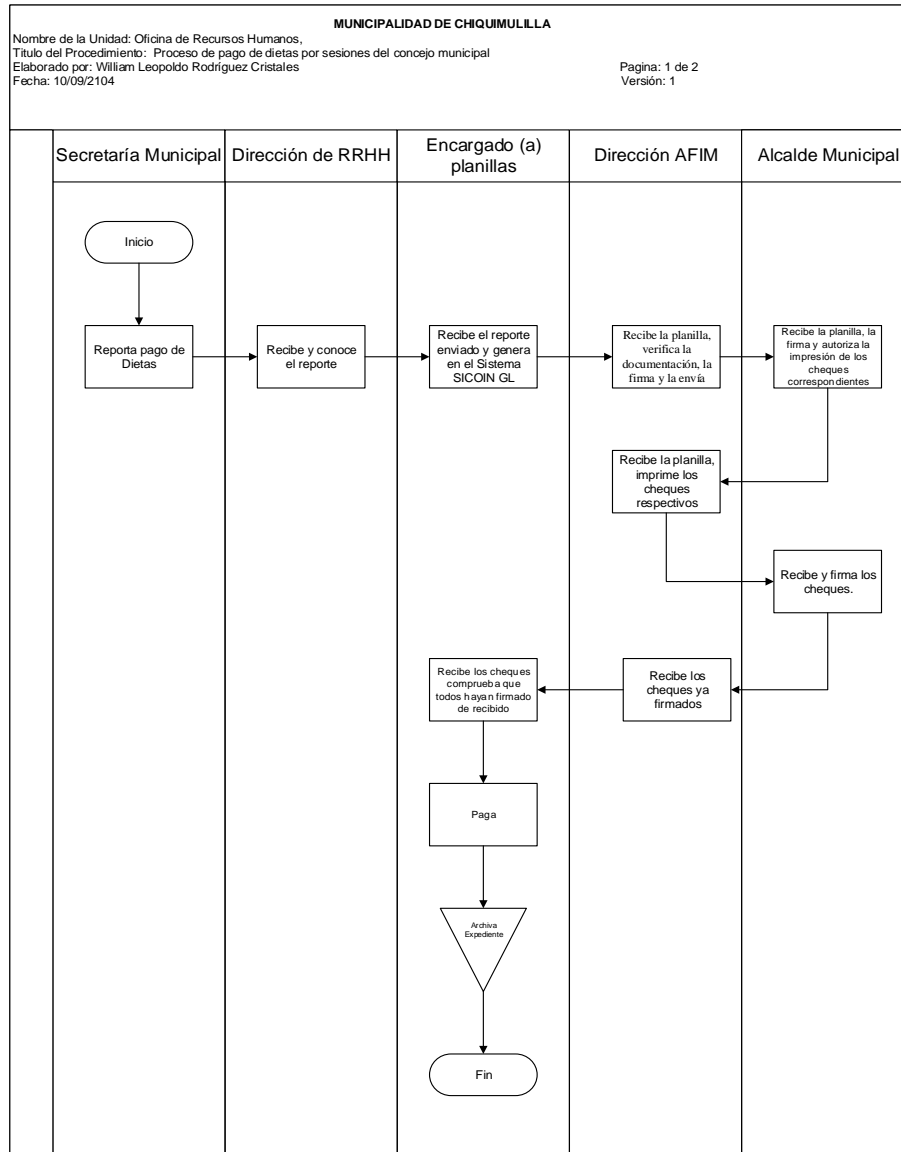 MUNICIPALIDAD DE CHIQUIMULILLA
Nombre de la Unidad: Oficina de Recursos Humanos,
Titulo del Procedimiento: Proceso de pago de dietas por sesiones del concejo municipal
Elaborado por: William Leopoldo Rodríguez Cristales
Pagina: 1 de 2
Fecha: 10/09/2104
Versión: 1
Secretaría Municipal
Dirección de RRHH
Encargado (a)
planillas
Dirección AFIM
Alcalde Municipal
Inicio
Reporta pago de
Dietas
Recibe y conoce
el reporte
Recibe el reporte
enviado y genera
en el Sistema
SICOIN GL
Recibe la planilla,
verifica la
documentación, la
firma y la envía
Recibe la planilla, la
firma y autoriza la
impresión de los
cheques
correspondientes
Recibe la planilla,
imprime los
cheques
respectivos
Recibe y firma los
cheques.
Recibe los
cheques ya
firmados
Recibe los cheques
comprueba que
todos hayan firmado
de recibido
Paga
Archiva
Expediente
Fin